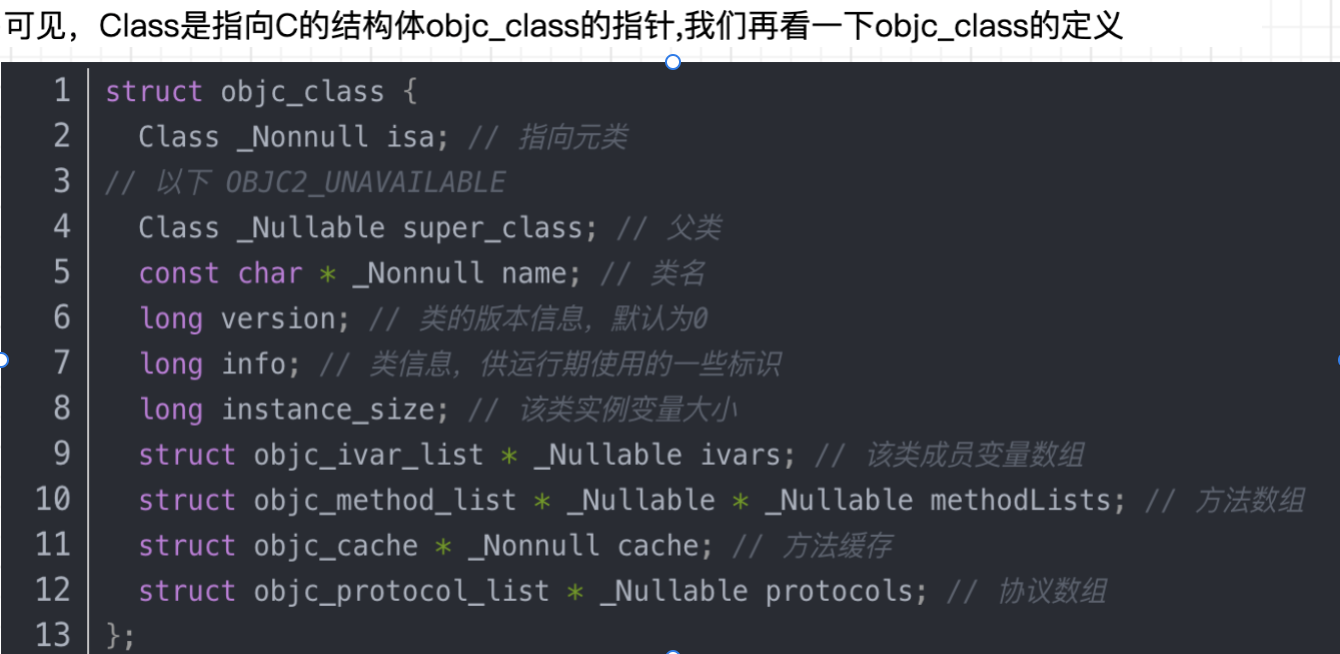 可见，Class是指向C的结构体objc_class的指针,我们再看一下objc_class的定义
1 struct objc_class {
2 Class _Nonnull isa; // 指向元类
3 // 以下 OBJC2_UNAVAILABLE
4 Class _Nullable super_class; // 父类
5 const char * _Nonnull name; // 类名
6 long version; // 类的版本信息，默认为0
7 long info; // 类信息，供运行期使用的一些标识
8 long instance_size; // 该类实例变量大小
9 struct objc_ivar_list * _Nullable ivars; // 该类成员变量数组
10 struct objc_method_list * _Nullable * _Nullable methodLists; // 方法数组
11 struct objc_cache * _Nonnull cache; // 方法缓存
12 struct objc_protocol_list * _Nullable protocols; // 协议数组
13 };